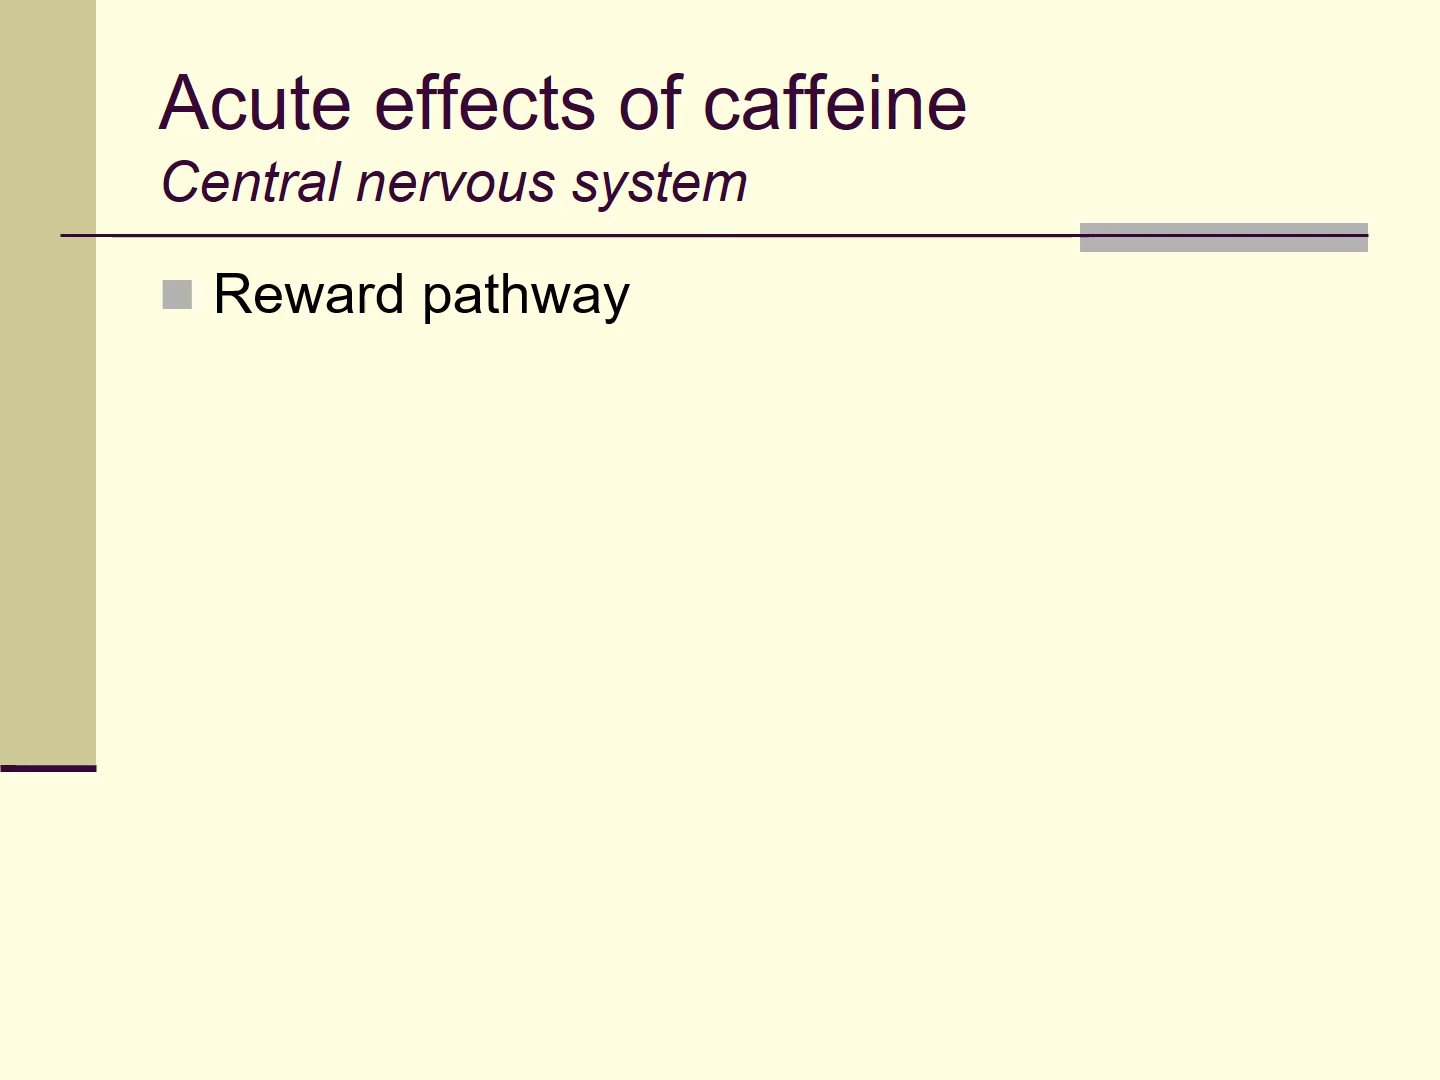 Acute effects of caffeine
Central nervous system
Reward pathway